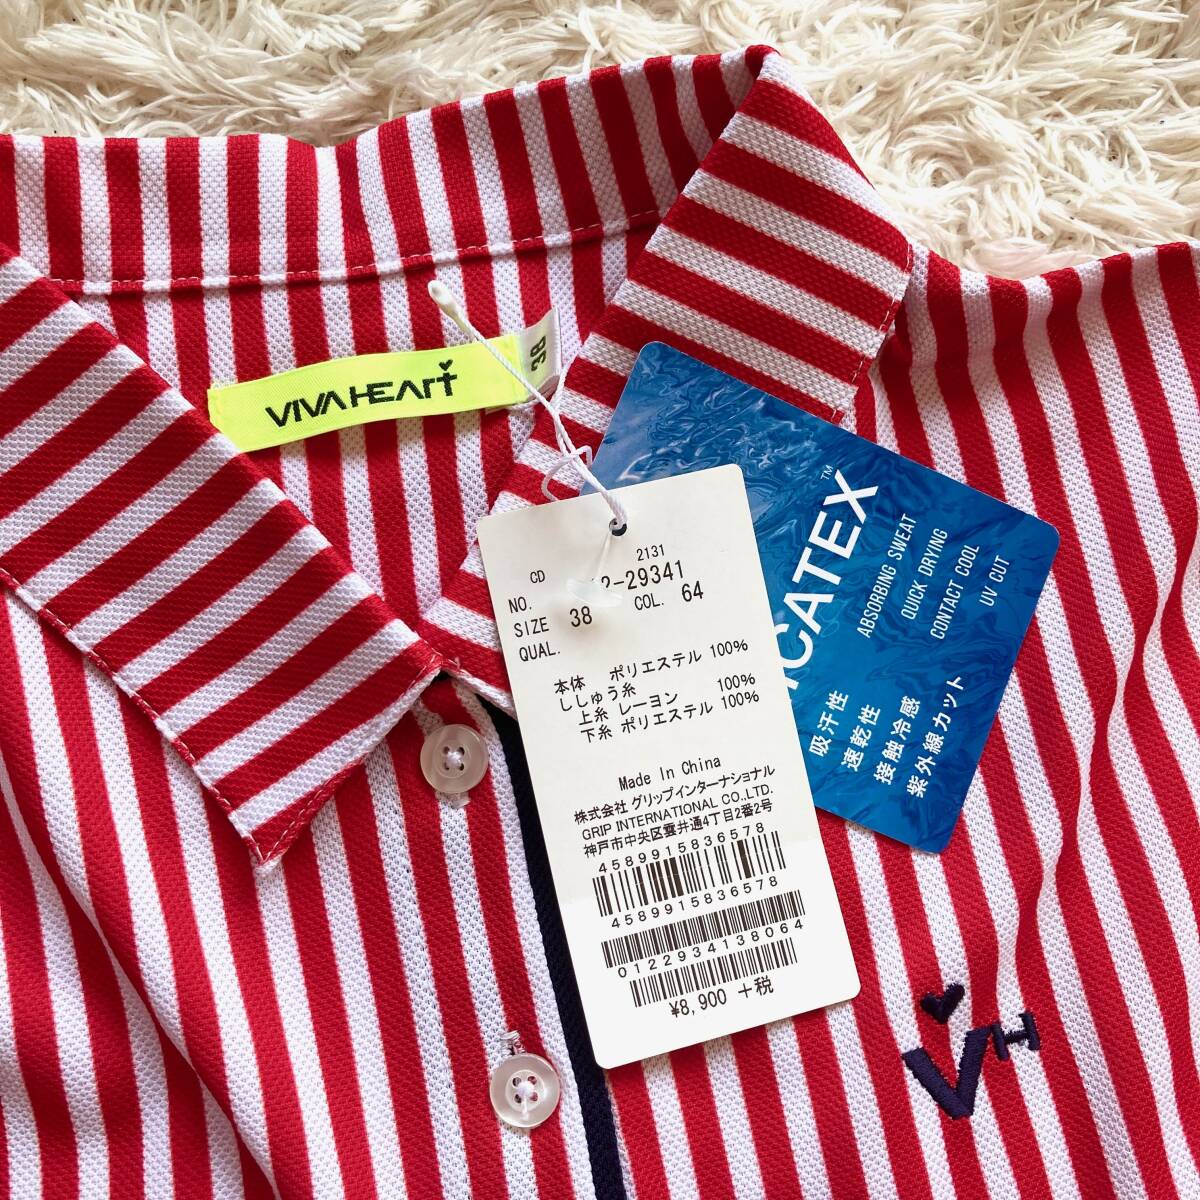 VIVA HEART
38
2131
CD
NO. 2-29341
SIZE 38 COL. 64
QUAL.
本体 ポリエステル 100%
ししゅう糸
上糸 レーヨン 100%
下糸 ポリエステル 100%
Made In China
株式会社 グリップインターナショナル
GRIP INTERNATIONAL CO.,LTD.
神戸市中央区雲井通4丁目2番2号
4589915836578
4589915836578
0122934138064
¥8,900 +税
CATEX™
ABSORBING SWEAT
QUICK DRYING
CONTACT COOL
UV CUT
吸汗性
速乾性
接触冷感
紫外線カット
VH